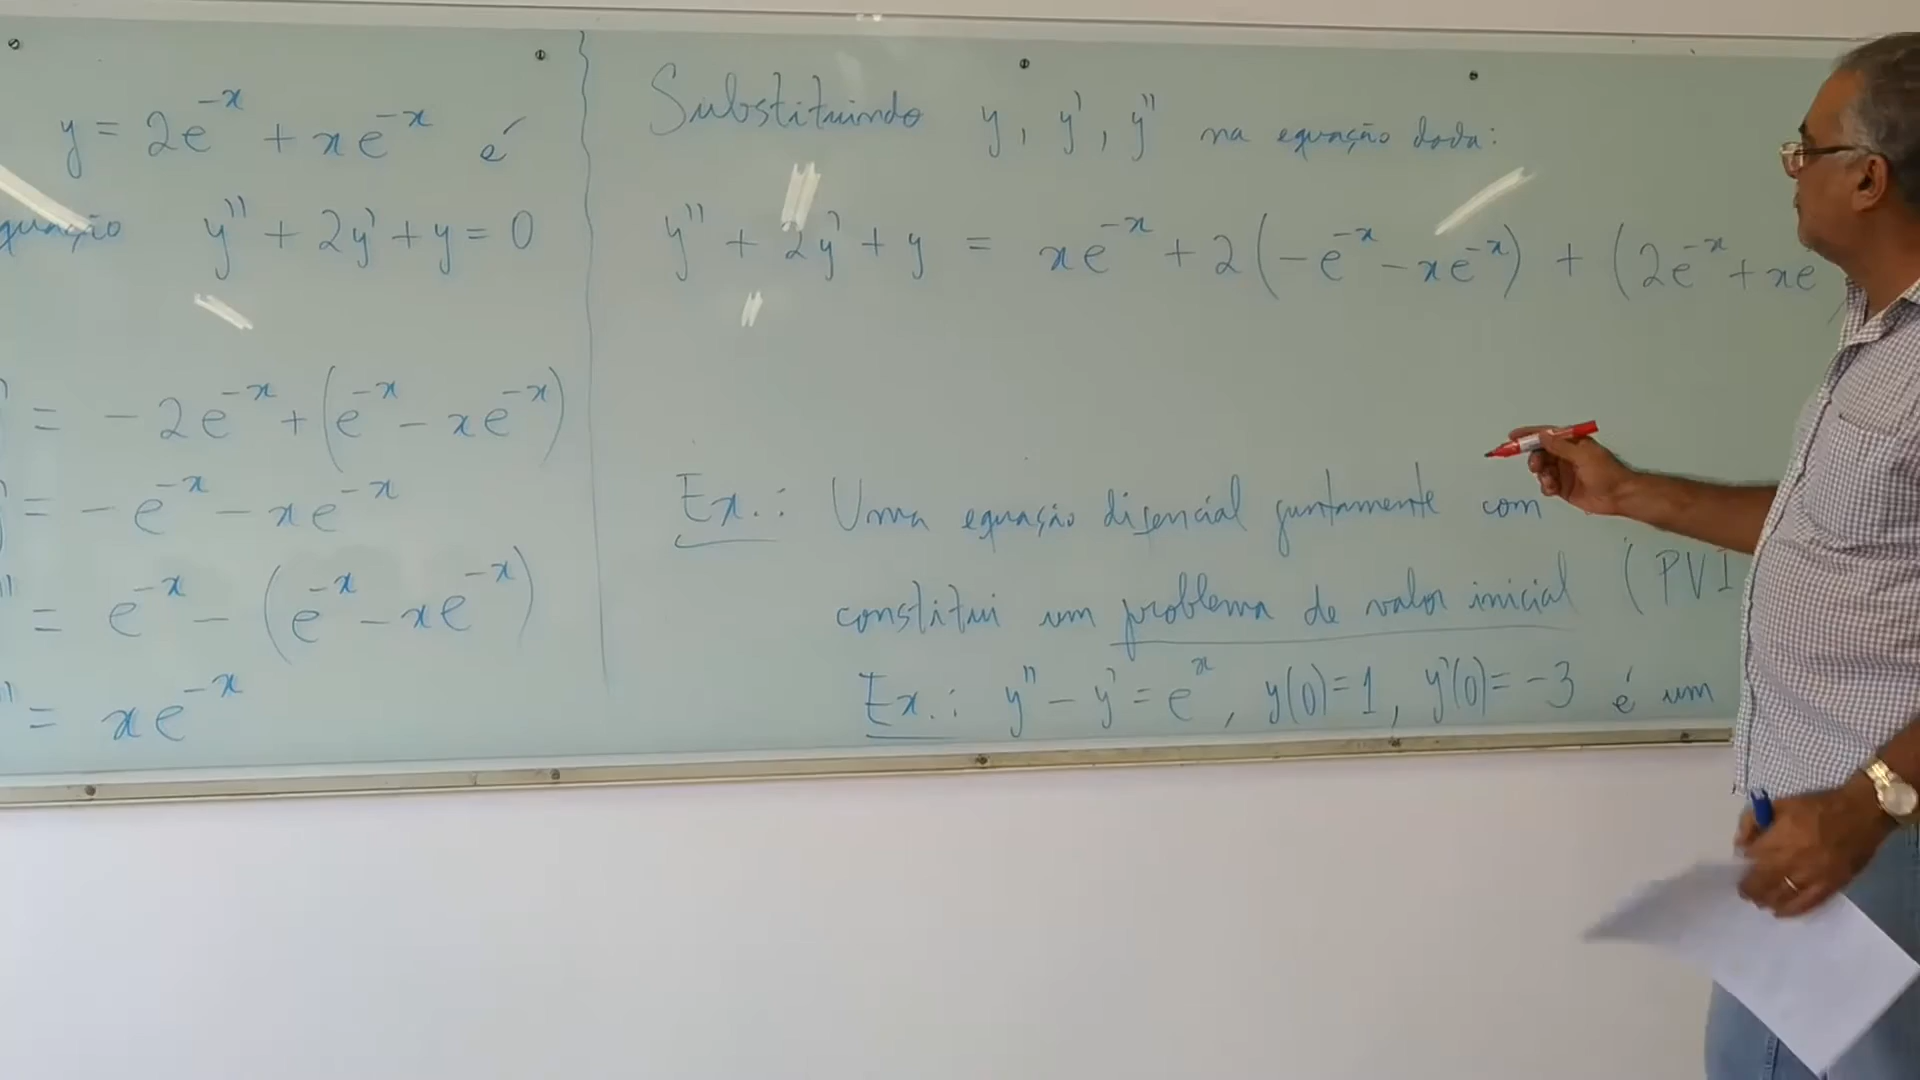 y = 2e^{-x} + xe^{-x} é
equação y'' + 2y' + y = 0
= -2e^{-x} + (e^{-x} - xe^{-x})
= -e^{-x} - xe^{-x}
'' = e^{-x} - (e^{-x} - xe^{-x})
'' = xe^{-x}
Substituindo y, y', y'' na equação dada:
y'' + 2y' + y = xe^{-x} + 2(-e^{-x} - xe^{-x}) + (2e^{-x} + xe
Ex.: Uma equação diferencial juntamente com
constitui um problema de valor inicial (PVI
Ex.: y'' - y' = e^x, y(0) = 1, y'(0) = -3 é um